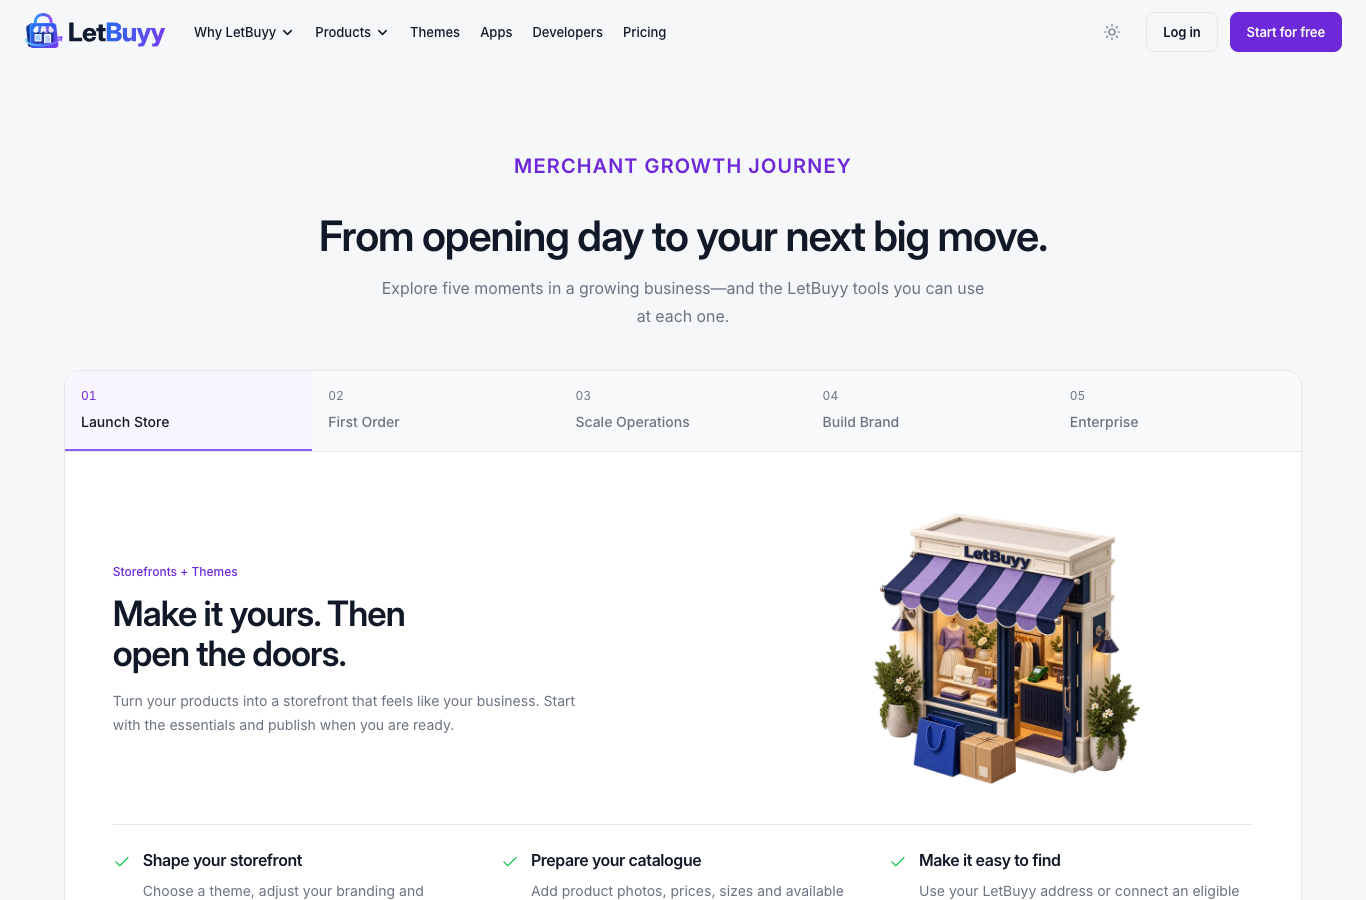 LetBuyy
Why LetBuyy
Products
Themes
Apps
Developers
Pricing
Log in
Start for free
MERCHANT GROWTH JOURNEY
From opening day to your next big move.
Explore five moments in a growing business—and the LetBuyy tools you can use
at each one.
01
Launch Store
02
First Order
03
Scale Operations
04
Build Brand
05
Enterprise
Storefronts + Themes
Make it yours. Then
open the doors.
Turn your products into a storefront that feels like your business. Start
with the essentials and publish when you are ready.
LetBuyy
Shape your storefront
Choose a theme, adjust your branding and
Prepare your catalogue
Add product photos, prices, sizes and available
Make it easy to find
Use your LetBuyy address or connect an eligible